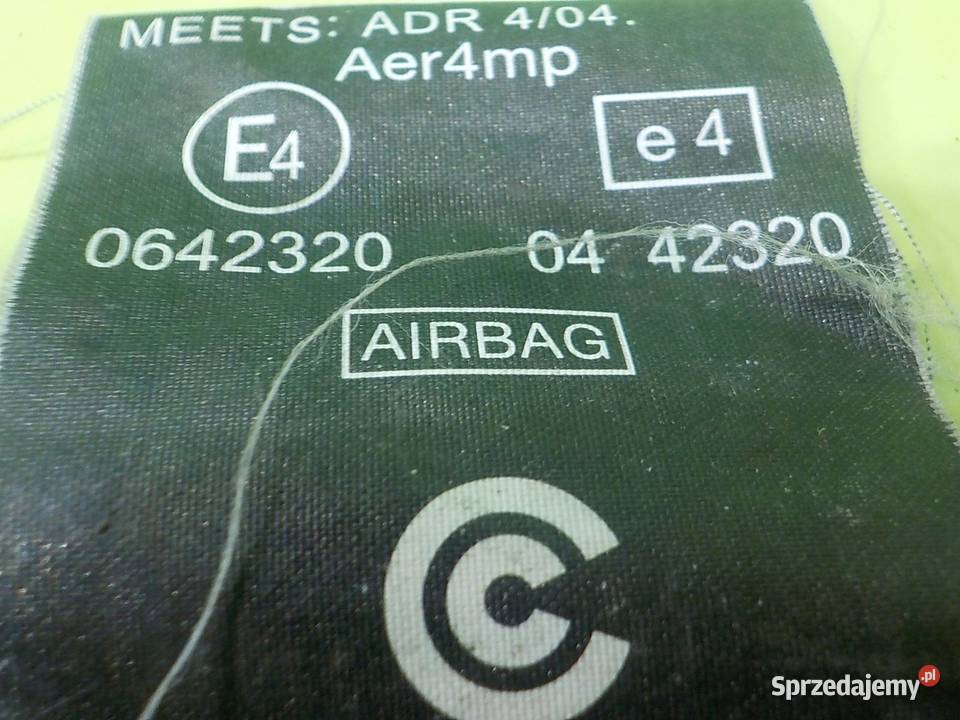 MEETS: ADR 4/04.
Aer4mp
E4 e 4
0642320 04 42320
AIRBAG
Sprzedajemy.pl